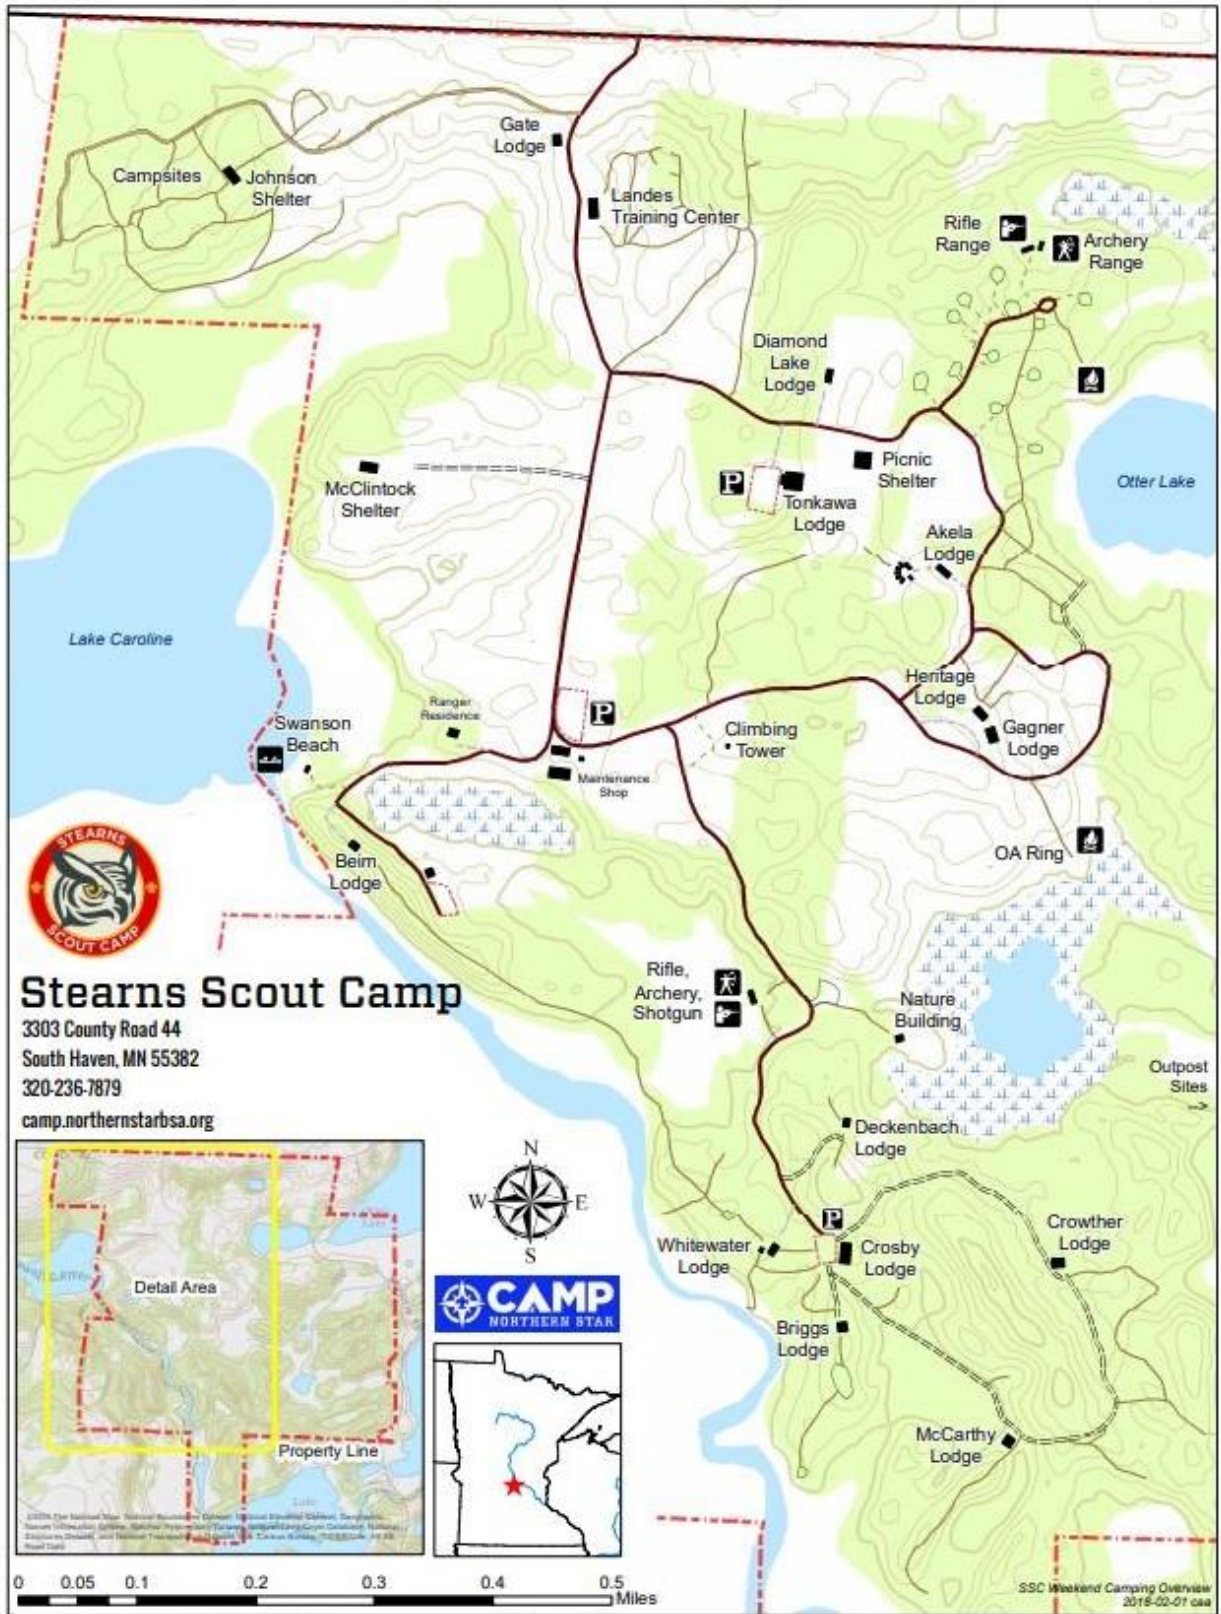 Gate
Lodge
Campsites
Johnson
Shelter
Landes
Training Center
Rifle
Range
Archery
Range
Diamond
Lake
Lodge
McClintock
Shelter
P
Picnic
Shelter
Tonkawa
Lodge
Otter Lake
Akela
Lodge
Lake Caroline
Heritage
Lodge
Ranger
Residence
P
Swanson
Beach
Climbing
Tower
Gagner
Lodge
Maintenance
Shop
STEARNS
SCOUT CAMP
Beim
Lodge
OA Ring
Stearns Scout Camp
3303 County Road 44
South Haven, MN 55382
320-236-7879
camp.northernstarbsa.org
Rifle,
Archery,
Shotgun
Nature
Building
Outpost
Sites
-->
Deckenbach
Lodge
N
W E
S
P
Whitewater
Lodge
Crosby
Lodge
Crowther
Lodge
CAMP
NORTHERN STAR
Briggs
Lodge
McCarthy
Lodge
Detail Area
Property Line
0 0.05 0.1 0.2 0.3 0.4 0.5
Miles
SSC Weekend Camping Overview
2018-02-01 caa